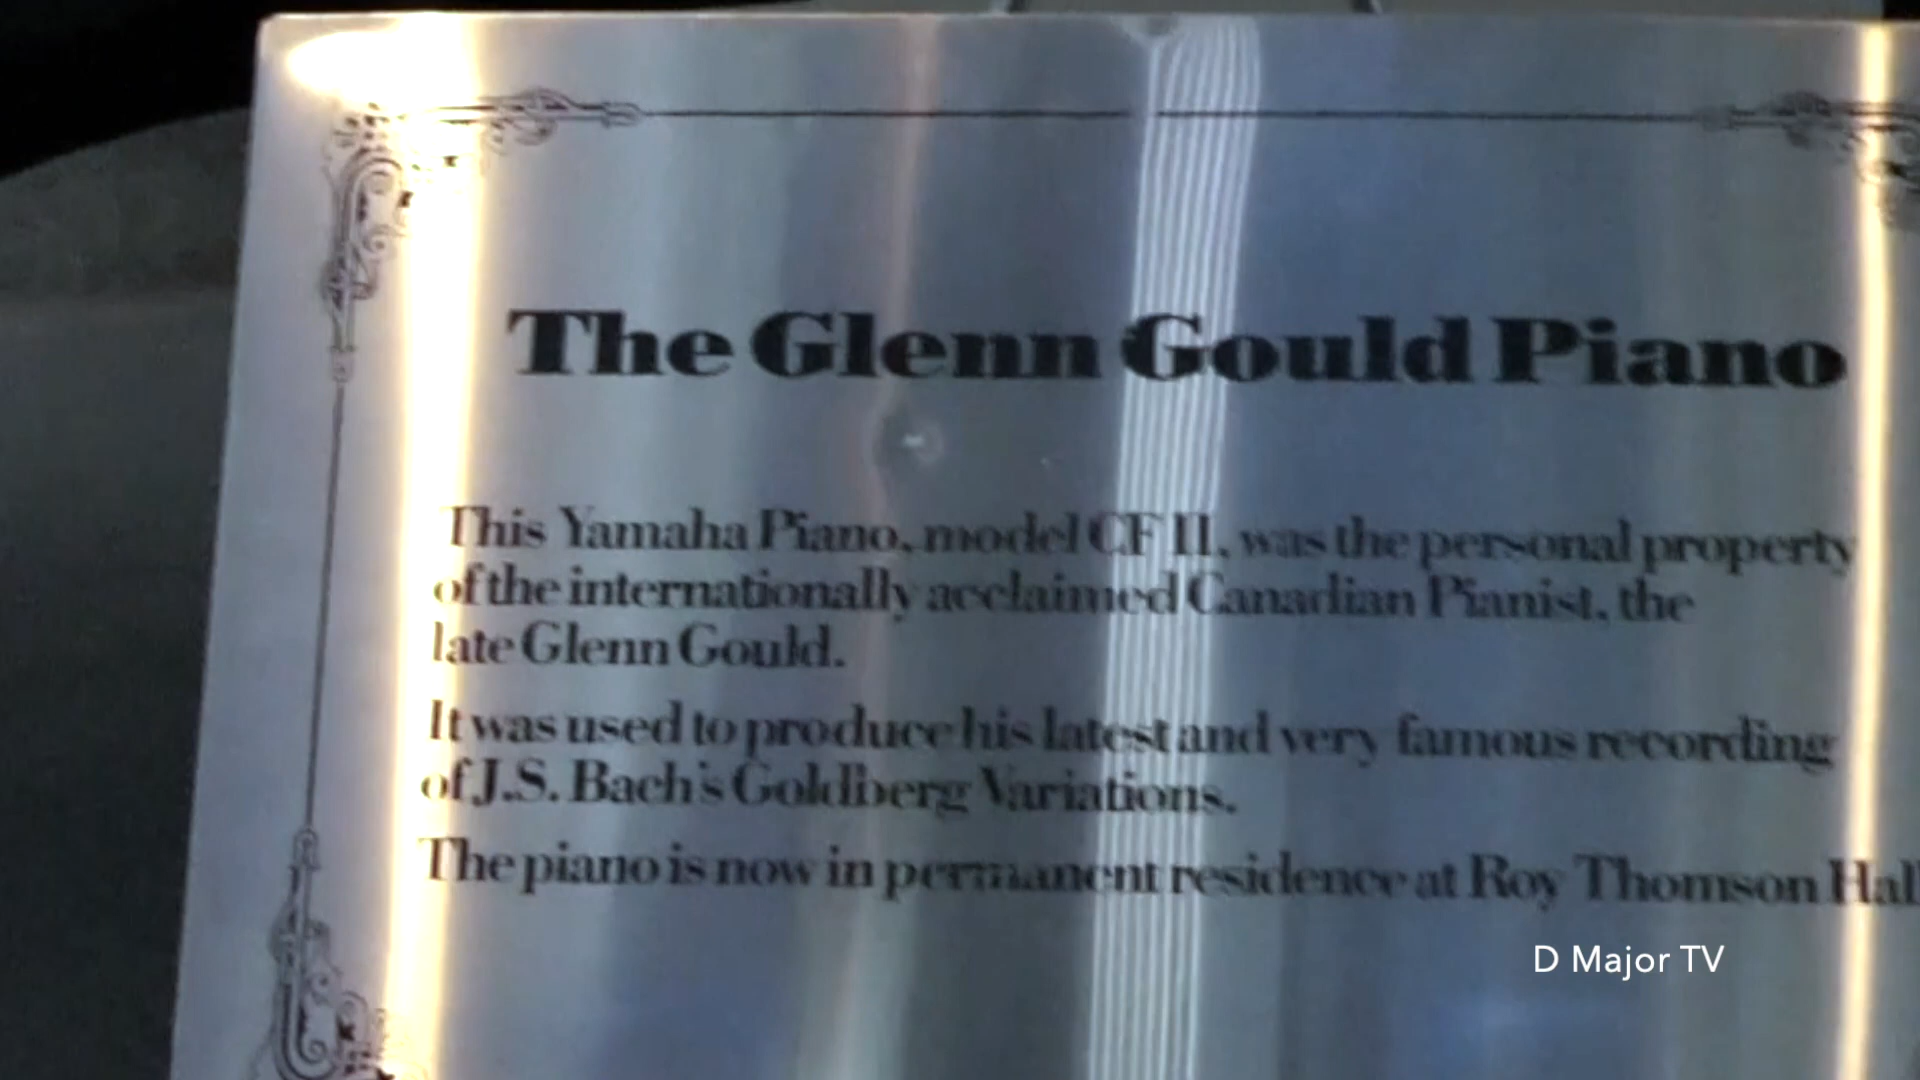 The Glenn Gould Piano
This Yamaha Piano, model CF II, was the personal property
of the internationally acclaimed Canadian Pianist, the
late Glenn Gould.
It was used to produce his latest and very famous recording
of J.S. Bach's Goldberg Variations.
The piano is now in permanent residence at Roy Thomson Hall
D Major TV